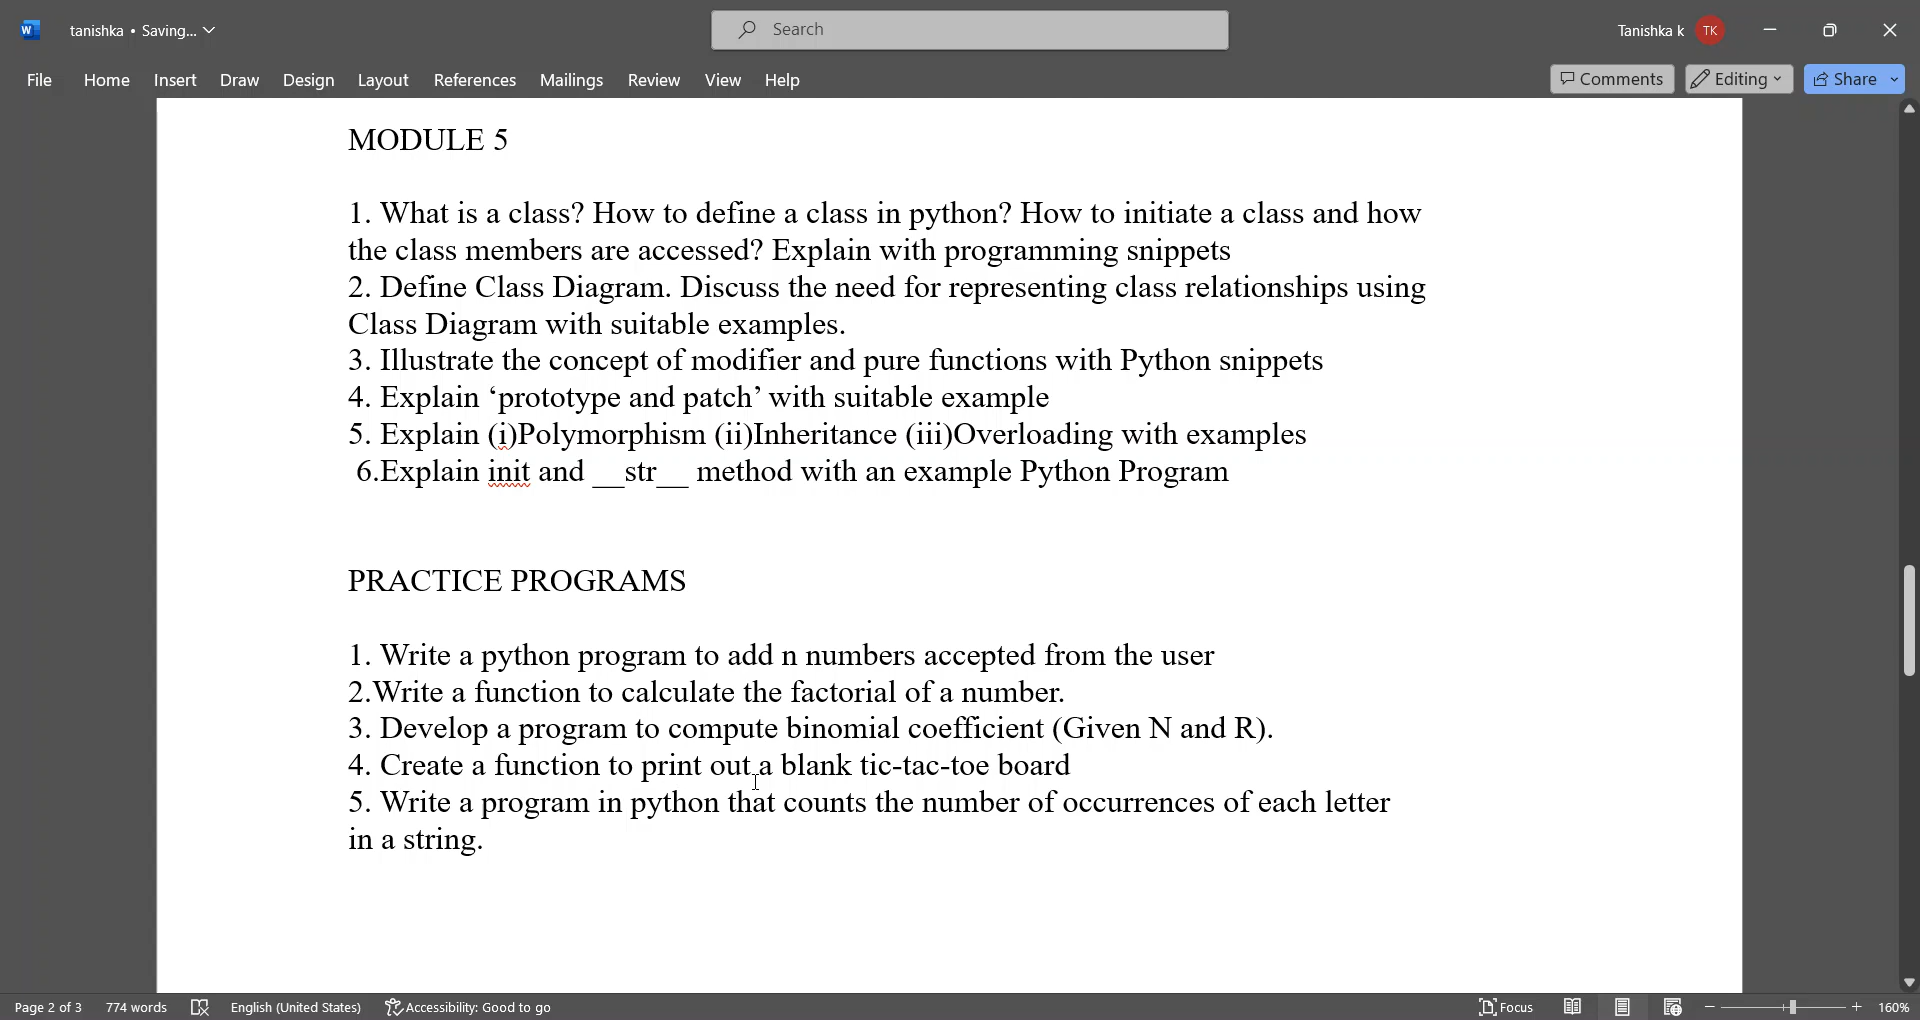 tanishka • Saving...
Search
Tanishka k TK
File Home Insert Draw Design Layout References Mailings Review View Help
Comments Editing Share
MODULE 5
1. What is a class? How to define a class in python? How to initiate a class and how
the class members are accessed? Explain with programming snippets
2. Define Class Diagram. Discuss the need for representing class relationships using
Class Diagram with suitable examples.
3. Illustrate the concept of modifier and pure functions with Python snippets
4. Explain ‘prototype and patch’ with suitable example
5. Explain (i)Polymorphism (ii)Inheritance (iii)Overloading with examples
6.Explain init and __str__ method with an example Python Program
PRACTICE PROGRAMS
1. Write a python program to add n numbers accepted from the user
2.Write a function to calculate the factorial of a number.
3. Develop a program to compute binomial coefficient (Given N and R).
4. Create a function to print out a blank tic-tac-toe board
5. Write a program in python that counts the number of occurrences of each letter
in a string.
Page 2 of 3 774 words English (United States) Accessibility: Good to go Focus 160%